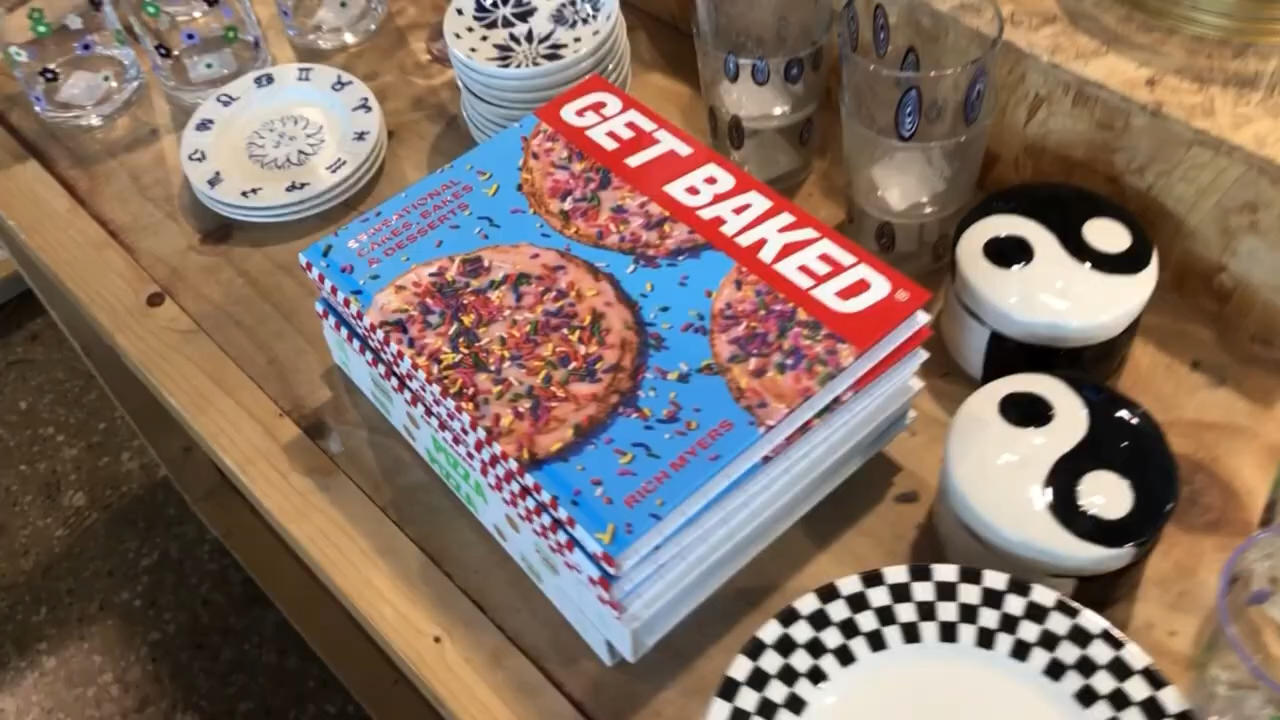 GET BAKED®
SENSATIONAL
CAKES, BAKES
& DESSERTS
RICH MYERS